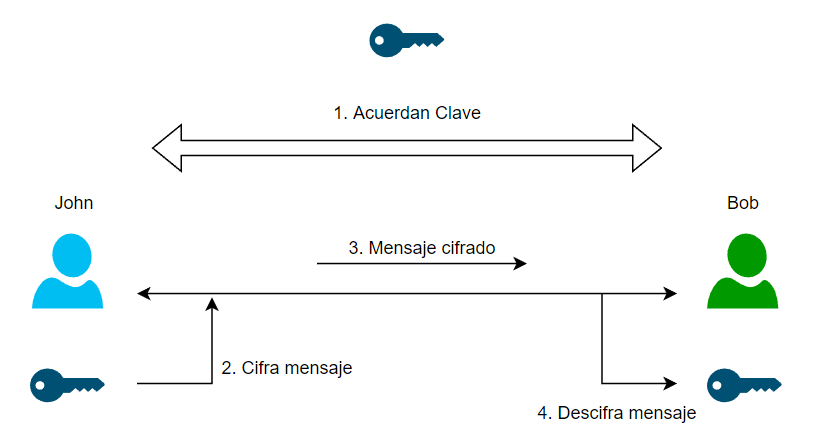 1. Acuerdan Clave
John
Bob
3. Mensaje cifrado
2. Cifra mensaje
4. Descifra mensaje